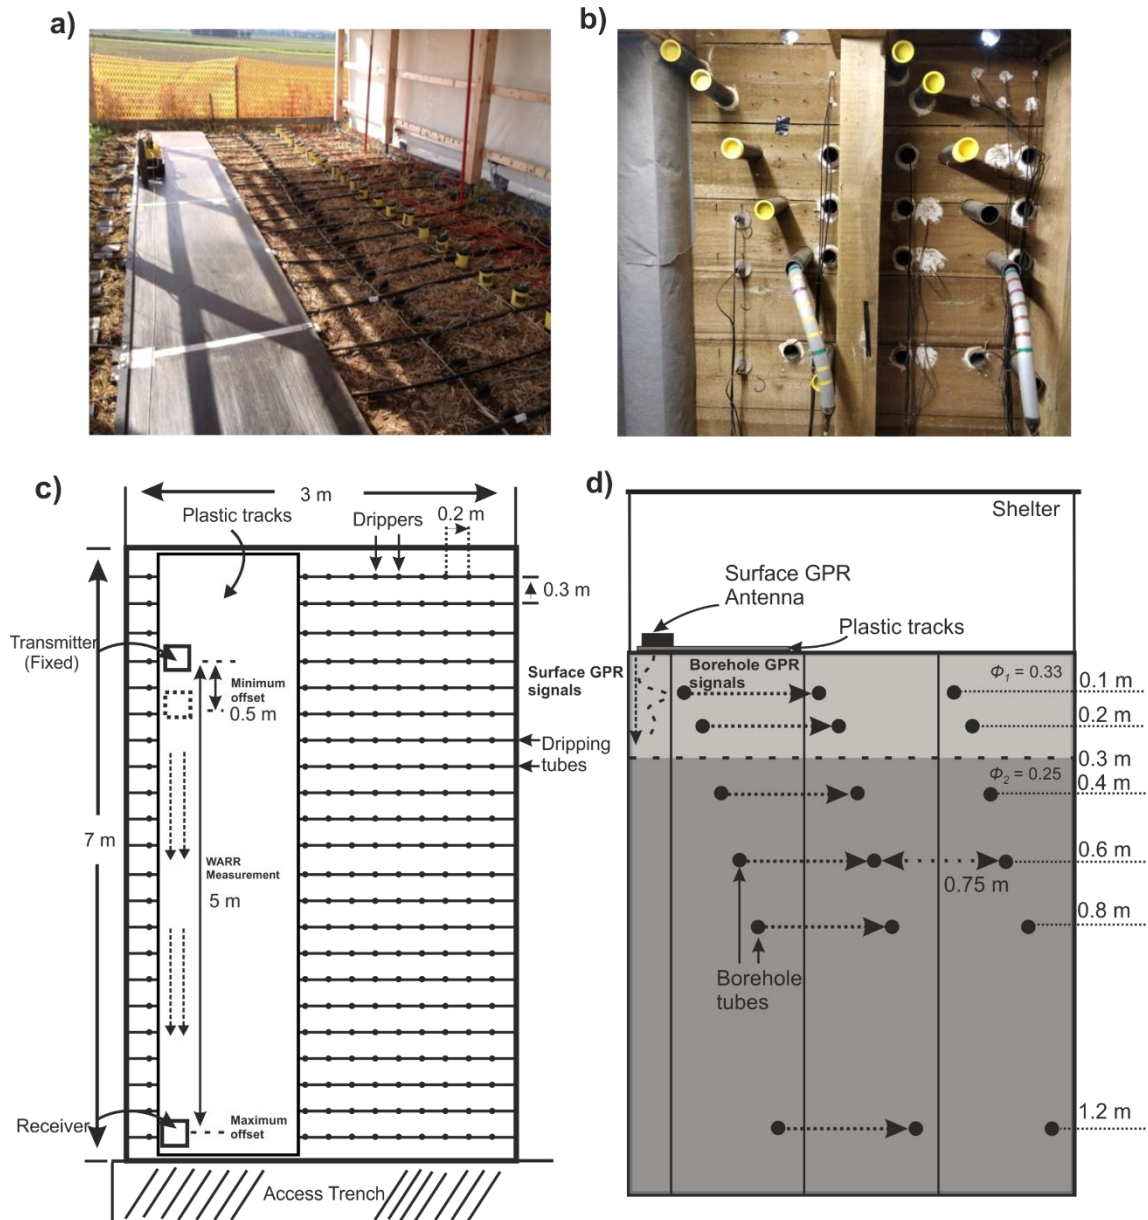 a)
b)
c)
3 m
Plastic tracks
Drippers
0.2 m
0.3 m
Transmitter
(Fixed)
Minimum
offset
0.5 m
Surface GPR
signals
Dripping
tubes
7 m
WARR
Measurement
5 m
Receiver
Maximum
offset
Access Trench
d)
Shelter
Surface GPR
Antenna
Plastic tracks
Borehole GPR
signals
Φ1 = 0.33
0.1 m
0.2 m
0.3 m
Φ2 = 0.25
0.4 m
0.6 m
0.75 m
0.8 m
Borehole
tubes
1.2 m